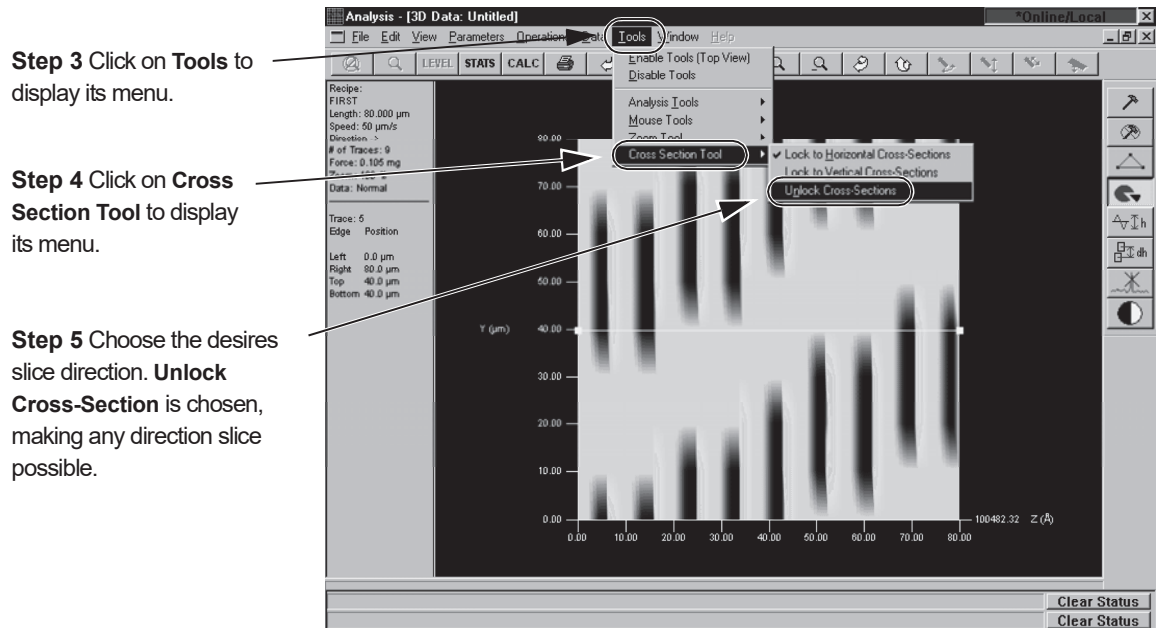 Step 3 Click on Tools to
display its menu.
Step 4 Click on Cross
Section Tool to display
its menu.
Step 5 Choose the desires
slice direction. Unlock
Cross-Section is chosen,
making any direction slice
possible.
Analysis - [3D Data: Untitled]
*Online/Local
File Edit View Parameters Operations Data Tools Window Help
LEVEL STATS CALC
Enable Tools (Top View)
Disable Tools
Analysis Tools
Mouse Tools
Zoom Tool
Cross Section Tool
Lock to Horizontal Cross-Sections
Lock to Vertical Cross-Sections
Unlock Cross-Sections
Recipe:
FIRST
Length: 80.000 µm
Speed: 50 µm/s
Direction ->
# of Traces: 9
Force: 0.105 mg
Data: Normal
Trace: 5
Edge Position
Left 0.0 µm
Right 80.0 µm
Top 40.0 µm
Bottom 40.0 µm
80.00
70.00
60.00
50.00
Y (µm) 40.00
30.00
20.00
10.00
0.00
0.00 10.00 20.00 30.00 40.00 50.00 60.00 70.00 80.00
100482.32 Z (Å)
h
dh
Clear Status
Clear Status